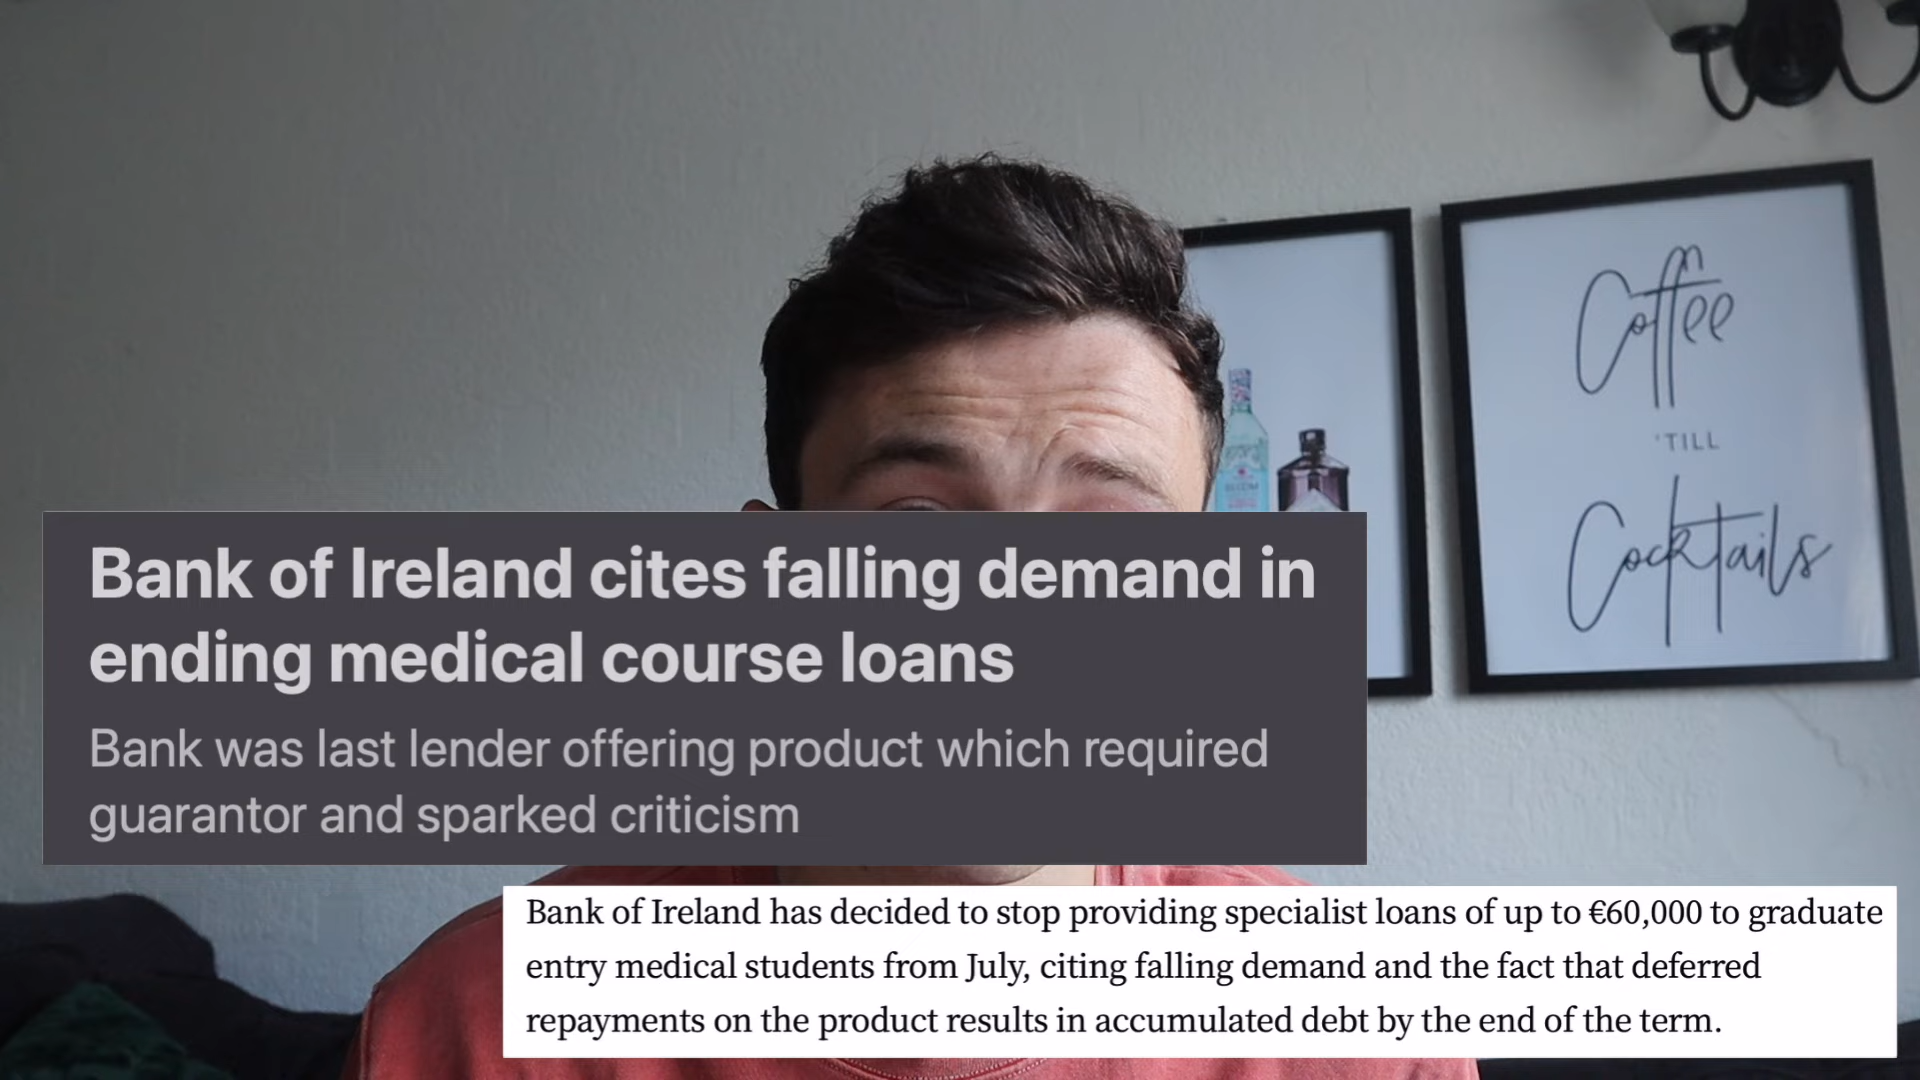 Coffee
'TILL
Cocktails
BLOOM
Bank of Ireland cites falling demand in
ending medical course loans
Bank was last lender offering product which required
guarantor and sparked criticism
Bank of Ireland has decided to stop providing specialist loans of up to €60,000 to graduate
entry medical students from July, citing falling demand and the fact that deferred
repayments on the product results in accumulated debt by the end of the term.